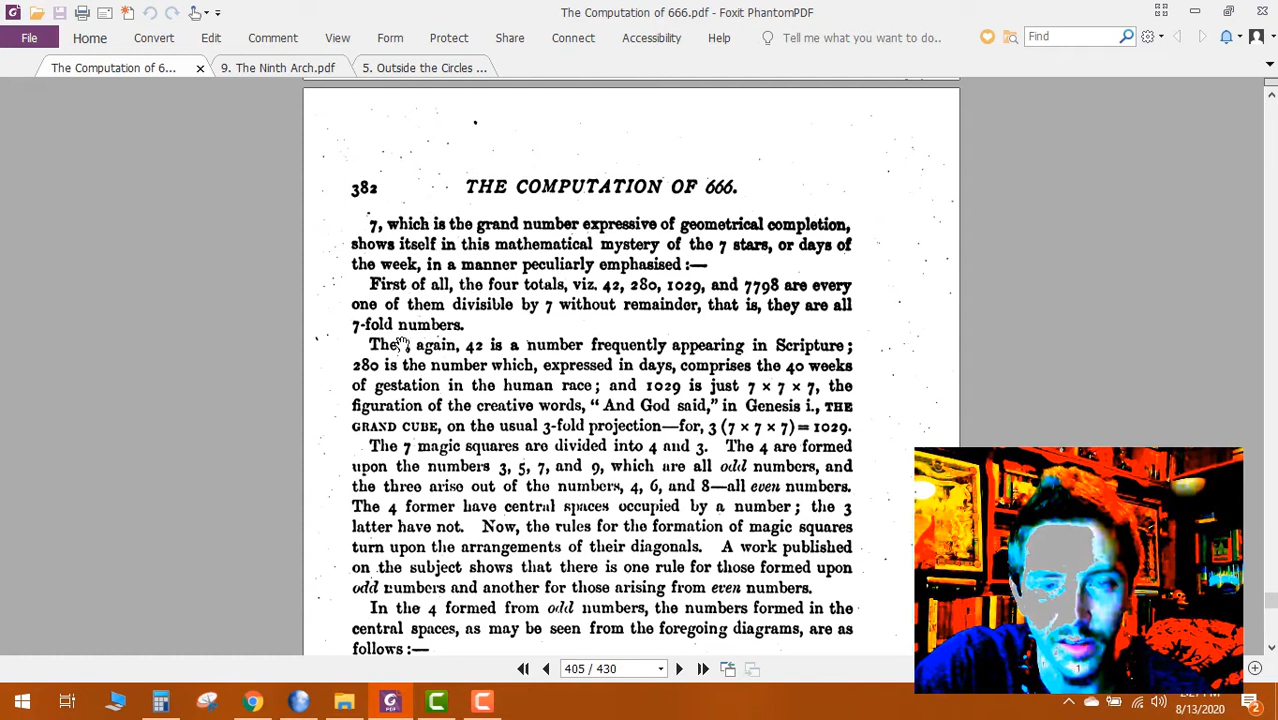 The Computation of 666.pdf - Foxit PhantomPDF
File Home Convert Edit Comment View Form Protect Share Connect Accessibility Help Tell me what you want to do.. Find
The Computation of 6... 9. The Ninth Arch.pdf 5. Outside the Circles ...
382 THE COMPUTATION OF 666.
7, which is the grand number expressive of geometrical completion,
shows itself in this mathematical mystery of the 7 stars, or days of
the week, in a manner peculiarly emphasised :—
First of all, the four totals, viz. 42, 280, 1029, and 7798 are every
one of them divisible by 7 without remainder, that is, they are all
7-fold numbers.
The again, 42 is a number frequently appearing in Scripture ;
280 is the number which, expressed in days, comprises the 40 weeks
of gestation in the human race ; and 1029 is just 7 × 7 × 7, the
figuration of the creative words, “ And God said,” in Genesis i., THE
GRAND CUBE, on the usual 3-fold projection—for, 3 (7 × 7 × 7) = 1029.
The 7 magic squares are divided into 4 and 3. The 4 are formed
upon the numbers 3, 5, 7, and 9, which are all odd numbers, and
the three arise out of the numbers, 4, 6, and 8—all even numbers.
The 4 former have central spaces occupied by a number ; the 3
latter have not. Now, the rules for the formation of magic squares
turn upon the arrangements of their diagonals. A work published
on the subject shows that there is one rule for those formed upon
odd numbers and another for those arising from even numbers.
In the 4 formed from odd numbers, the numbers formed in the
central spaces, as may be seen from the foregoing diagrams, are as
follows :—
405 / 430
8/13/2020